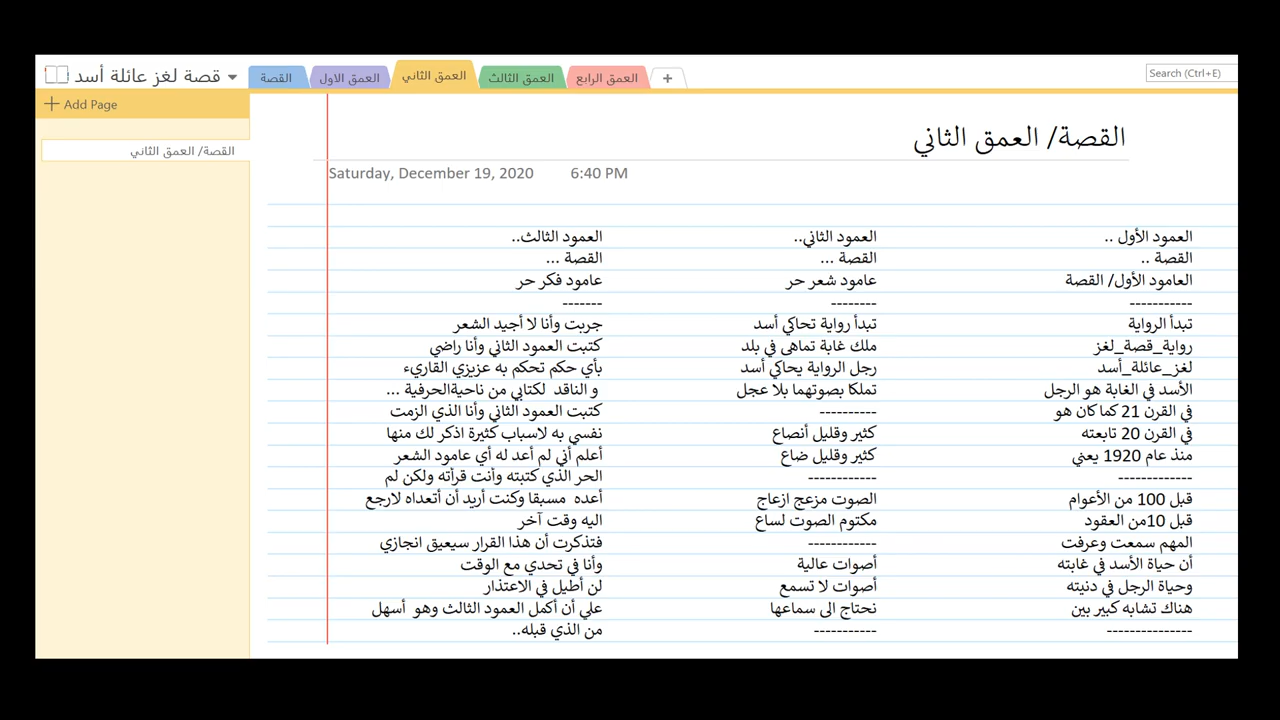 قصة لغز عائلة أسد
القصة
العمق الاول
العمق الثاني
العمق الثالث
العمق الرابع
+
Search (Ctrl+E)
+ Add Page
القصة/ العمق الثاني
القصة/ العمق الثاني
Saturday, December 19, 2020 6:40 PM
العمود الأول ..
القصة ..
العامود الأول/ القصة
-----------
تبدأ الرواية
رواية_قصة_لغز
لغز_عائلة_أسد
الأسد في الغابة هو الرجل
في القرن 21 كما كان هو
في القرن 20 تابعته
منذ عام 1920 يعني
-------------
قبل 100 من الأعوام
قبل 10من العقود
المهم سمعت وعرفت
أن حياة الأسد في غابته
وحياة الرجل في دنيته
هناك تشابه كبير بين
---------------
العمود الثاني..
القصة ...
عامود شعر حر
--------
تبدأ رواية تحاكي أسد
ملك غابة تماهى في بلد
رجل الرواية يحاكي أسد
تملكا بصوتهما بلا عجل
----------
كثير وقليل أنصاع
كثير وقليل ضاع
------------
الصوت مزعج ازعاج
مكتوم الصوت لساع
------------
أصوات عالية
أصوات لا تسمع
نحتاج الى سماعها
-----------
العمود الثالث..
القصة ...
عامود فكر حر
-------
جربت وأنا لا أجيد الشعر
كتبت العمود الثاني وأنا راضي
بأي حكم تحكم به عزيزي القاريء
و الناقد لكتابي من ناحيةالحرفية ...
كتبت العمود الثاني وأنا الذي الزمت
نفسي به لاسباب كثيرة اذكر لك منها
أعلم أني لم أعد له أي عامود الشعر
الحر الذي كتبته وأنت قرأته ولكن لم
أعده مسبقا وكنت أريد أن أتعداه لارجع
اليه وقت آخر
فتذكرت أن هذا القرار سيعيق انجازي
وأنا في تحدي مع الوقت
لن أطيل في الاعتذار
علي أن أكمل العمود الثالث وهو أسهل
من الذي قبله..